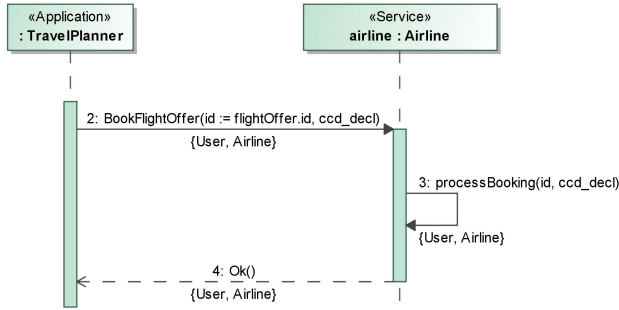 «Application»
: TravelPlanner
«Service»
airline : Airline
2: BookFlightOffer(id := flightOffer.id, ccd_decl)
{User, Airline}
3: processBooking(id, ccd_decl)
{User, Airline}
4: Ok()
{User, Airline}